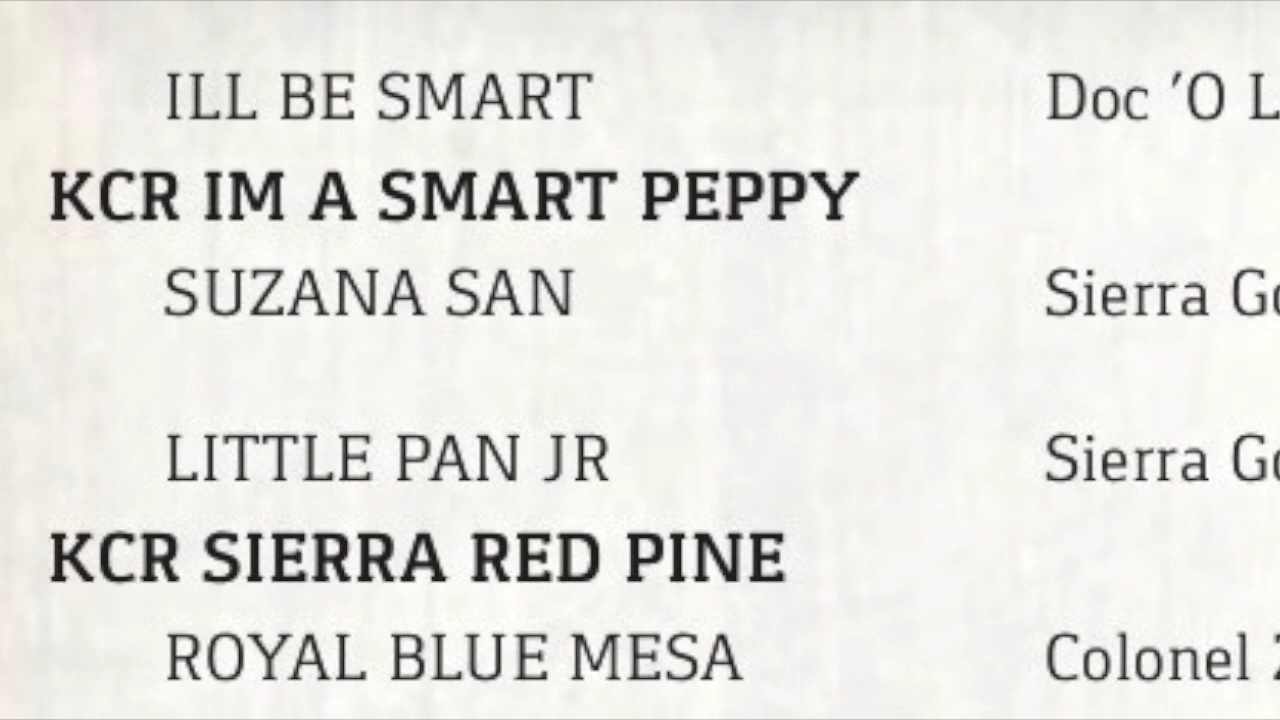 ILL BE SMART Doc ’O
KCR IM A SMART PEPPY
SUZANA SAN Sierra
LITTLE PAN JR Sierra
KCR SIERRA RED PINE
ROYAL BLUE MESA Colonel